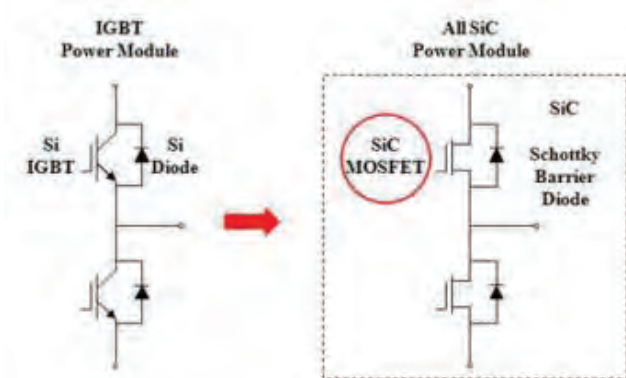 IGBT
Power Module
All SiC
Power Module
Si
IGBT
Si
Diode
SiC
MOSFET
SiC
Schottky
Barrier
Diode